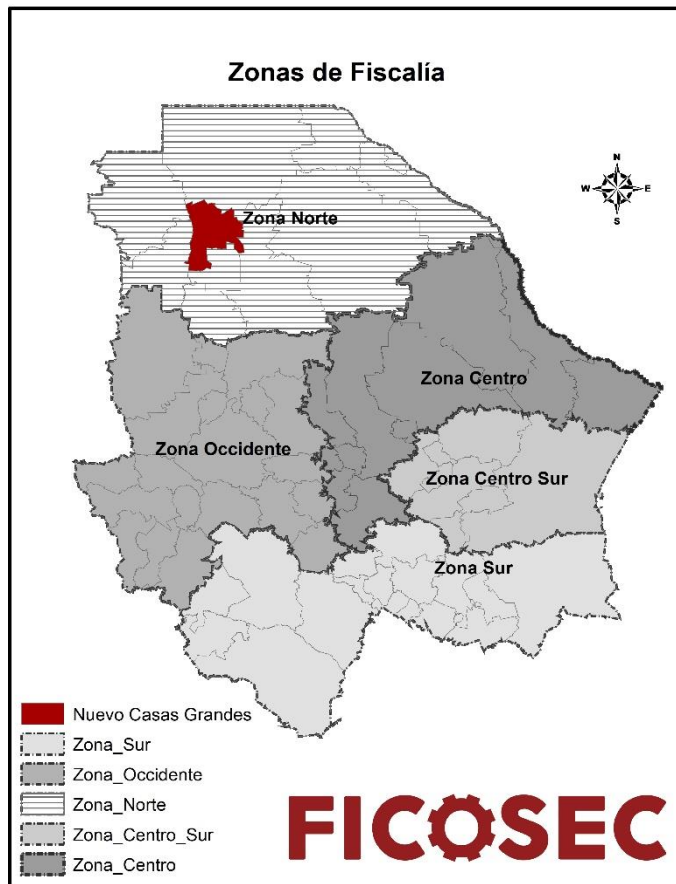 Zonas de Fiscalía
N
W E
S
Zona Norte
Zona Centro
Zona Occidente
Zona Centro Sur
Zona Sur
Nuevo Casas Grandes
Zona_Sur
Zona_Occidente
Zona_Norte
Zona_Centro_Sur
Zona_Centro
FICOSEC